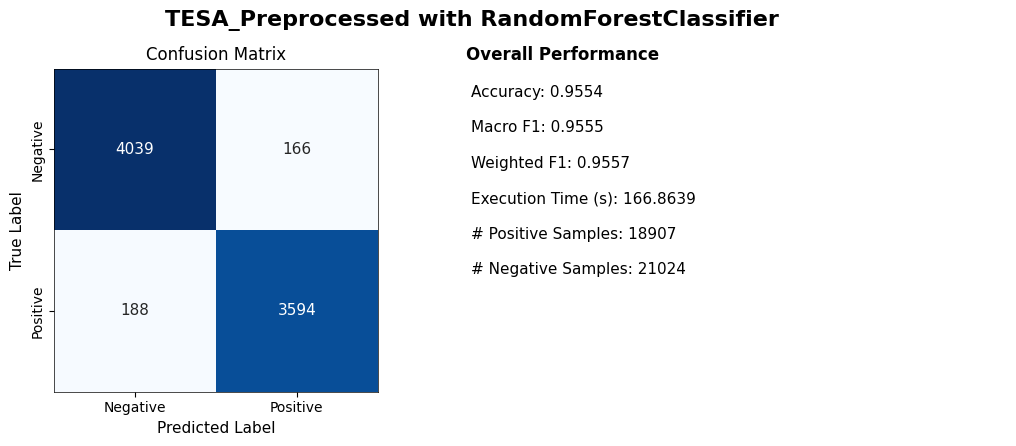 TESA_Preprocessed with RandomForestClassifier
Confusion Matrix
4039
166
188
3594
Negative
Positive
True Label
Negative
Positive
Predicted Label
Overall Performance
Accuracy: 0.9554
Macro F1: 0.9555
Weighted F1: 0.9557
Execution Time (s): 166.8639
# Positive Samples: 18907
# Negative Samples: 21024